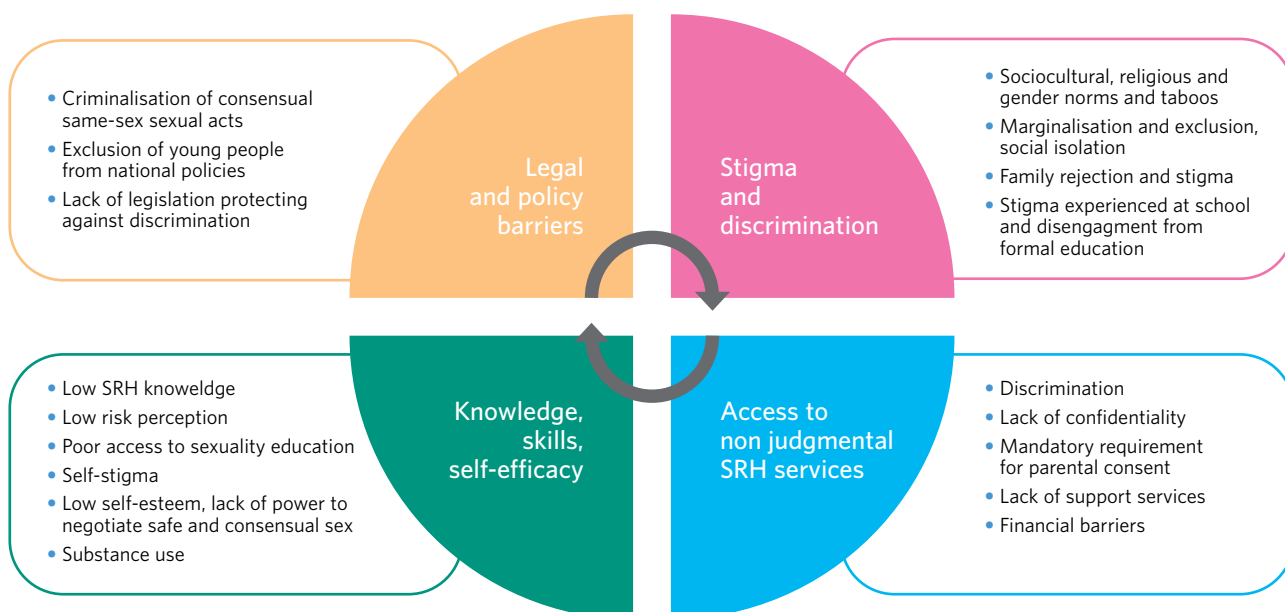 • Criminalisation of consensual
same-sex sexual acts
• Exclusion of young people
from national policies
• Lack of legislation protecting
against discrimination
Legal
and policy
barriers
Stigma
and
discrimination
• Sociocultural, religious and
gender norms and taboos
• Marginalisation and exclusion,
social isolation
• Family rejection and stigma
• Stigma experienced at school
and disengagment from
formal education
• Low SRH knoweldge
• Low risk perception
• Poor access to sexuality education
• Self-stigma
• Low self-esteem, lack of power to
negotiate safe and consensual sex
• Substance use
Knowledge,
skills,
self-efficacy
Access to
non judgmental
SRH services
• Discrimination
• Lack of confidentiality
• Mandatory requirement
for parental consent
• Lack of support services
• Financial barriers